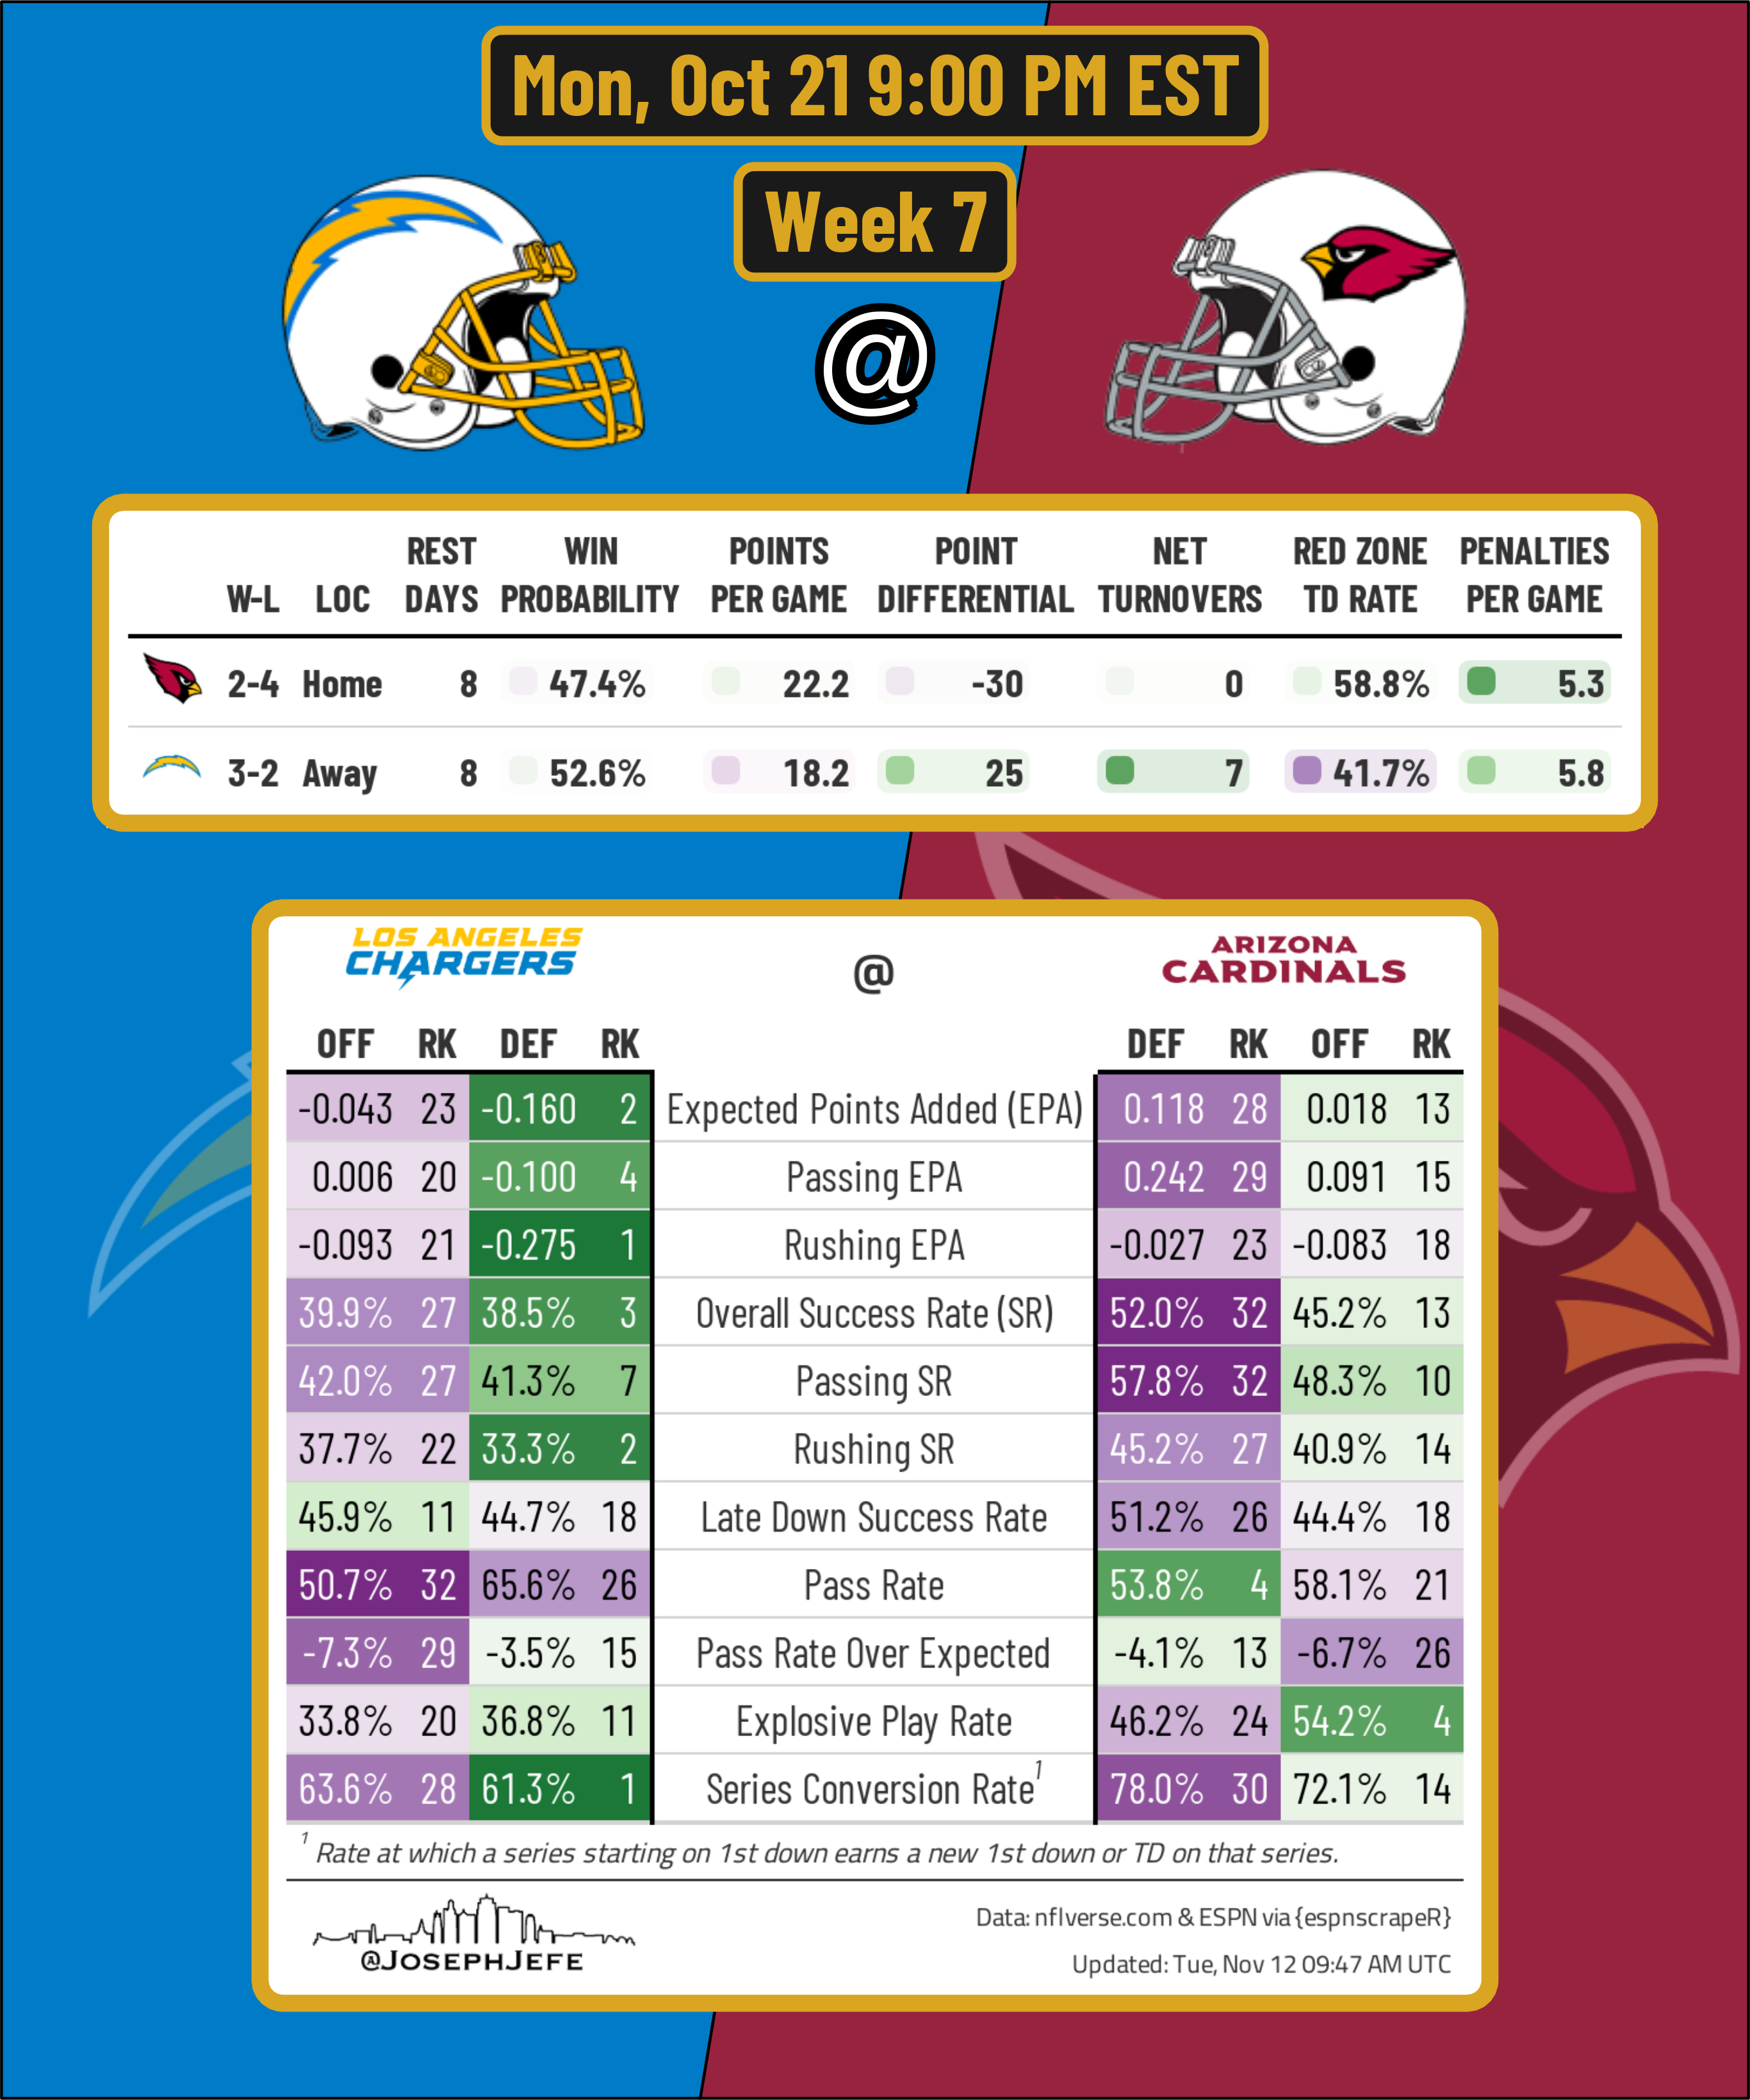 Mon, Oct 21 9:00 PM EST
Week 7
@
W-L LOC REST DAYS WIN PROBABILITY POINTS PER GAME POINT DIFFERENTIAL NET TURNOVERS RED ZONE TD RATE PENALTIES PER GAME
2-4 Home 8 47.4% 22.2 -30 0 58.8% 5.3
3-2 Away 8 52.6% 18.2 25 7 41.7% 5.8
LOS ANGELES CHARGERS @ ARIZONA CARDINALS
OFF RK DEF RK DEF RK OFF RK
-0.043 23 -0.160 2 Expected Points Added (EPA) 0.118 28 0.018 13
0.006 20 -0.100 4 Passing EPA 0.242 29 0.091 15
-0.093 21 -0.275 1 Rushing EPA -0.027 23 -0.083 18
39.9% 27 38.5% 3 Overall Success Rate (SR) 52.0% 32 45.2% 13
42.0% 27 41.3% 7 Passing SR 57.8% 32 48.3% 10
37.7% 22 33.3% 2 Rushing SR 45.2% 27 40.9% 14
45.9% 11 44.7% 18 Late Down Success Rate 51.2% 26 44.4% 18
50.7% 32 65.6% 26 Pass Rate 53.8% 4 58.1% 21
-7.3% 29 -3.5% 15 Pass Rate Over Expected -4.1% 13 -6.7% 26
33.8% 20 36.8% 11 Explosive Play Rate 46.2% 24 54.2% 4
63.6% 28 61.3% 1 Series Conversion Rate¹ 78.0% 30 72.1% 14
¹ Rate at which a series starting on 1st down earns a new 1st down or TD on that series.
@JOSEPHJEFE
Data: nflverse.com & ESPN via {espnscrapeR}
Updated: Tue, Nov 12 09:47 AM UTC